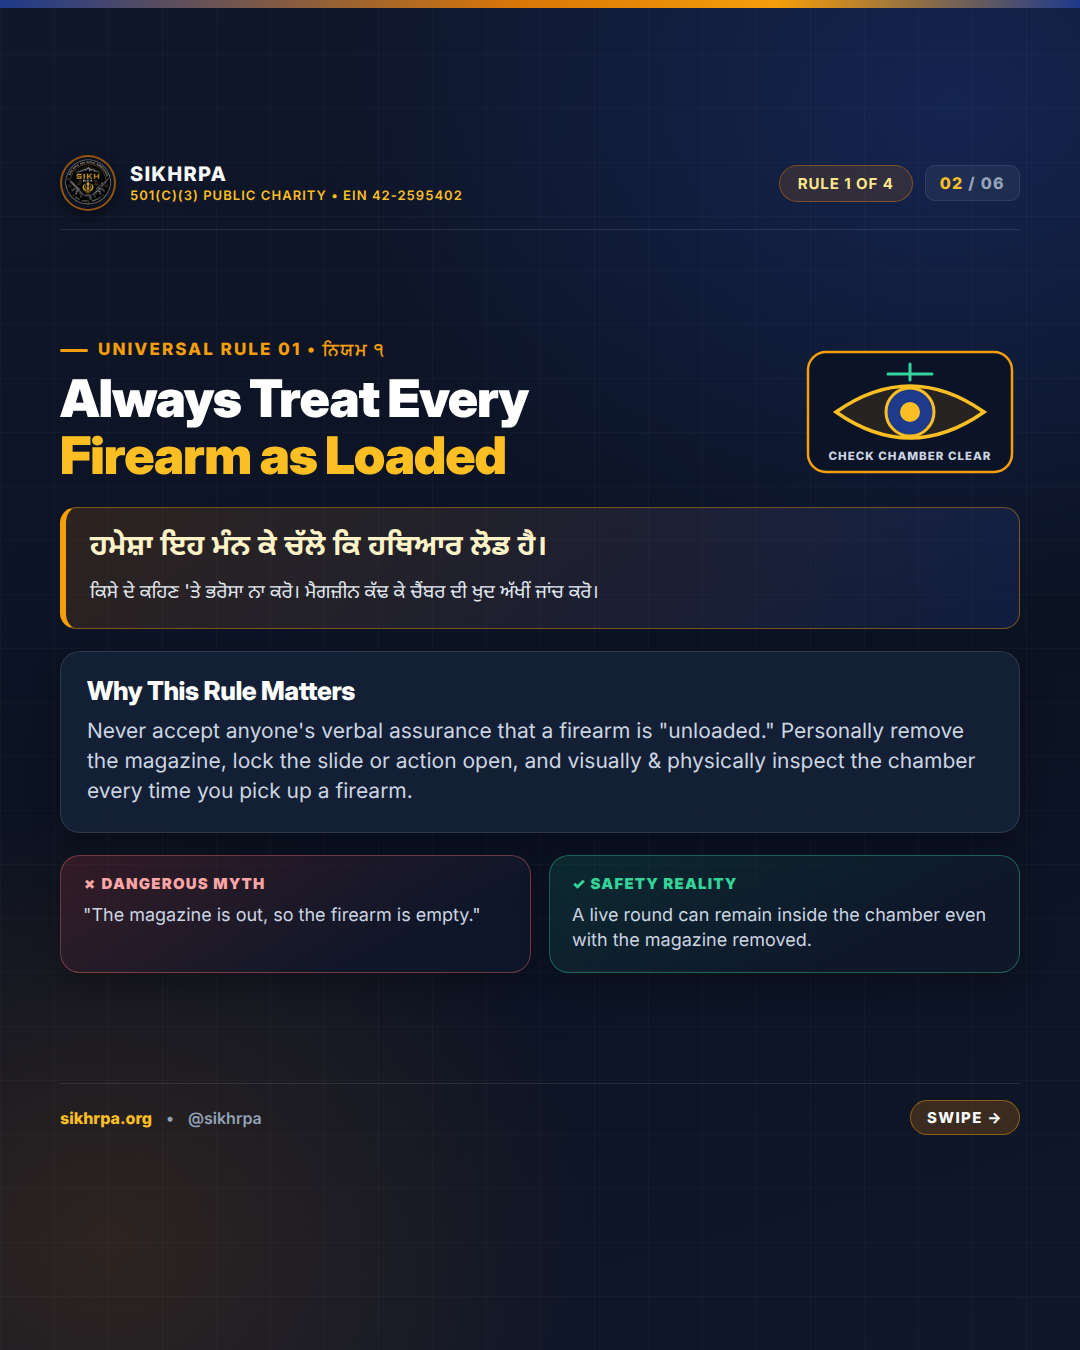 SIKH
SIKHRPA
501(C)(3) PUBLIC CHARITY • EIN 42-2595402
RULE 1 OF 4
02 / 06
UNIVERSAL RULE 01 • ਨਿਯਮ ੧
Always Treat Every
Firearm as Loaded
CHECK CHAMBER CLEAR
ਹਮੇਸ਼ਾ ਇਹ ਮੰਨ ਕੇ ਚੱਲੋ ਕਿ ਹਥਿਆਰ ਲੋਡ ਹੈ।
ਕਿਸੇ ਦੇ ਕਹਿਣ 'ਤੇ ਭਰੋਸਾ ਨਾ ਕਰੋ। ਮੈਗਜ਼ੀਨ ਕੱਢ ਕੇ ਚੈਂਬਰ ਦੀ ਖੁਦ ਅੱਖੀਂ ਜਾਂਚ ਕਰੋ।
Why This Rule Matters
Never accept anyone's verbal assurance that a firearm is "unloaded." Personally remove
the magazine, lock the slide or action open, and visually & physically inspect the chamber
every time you pick up a firearm.
✖ DANGEROUS MYTH
"The magazine is out, so the firearm is empty."
✔ SAFETY REALITY
A live round can remain inside the chamber even
with the magazine removed.
sikhrpa.org • @sikhrpa
SWIPE →